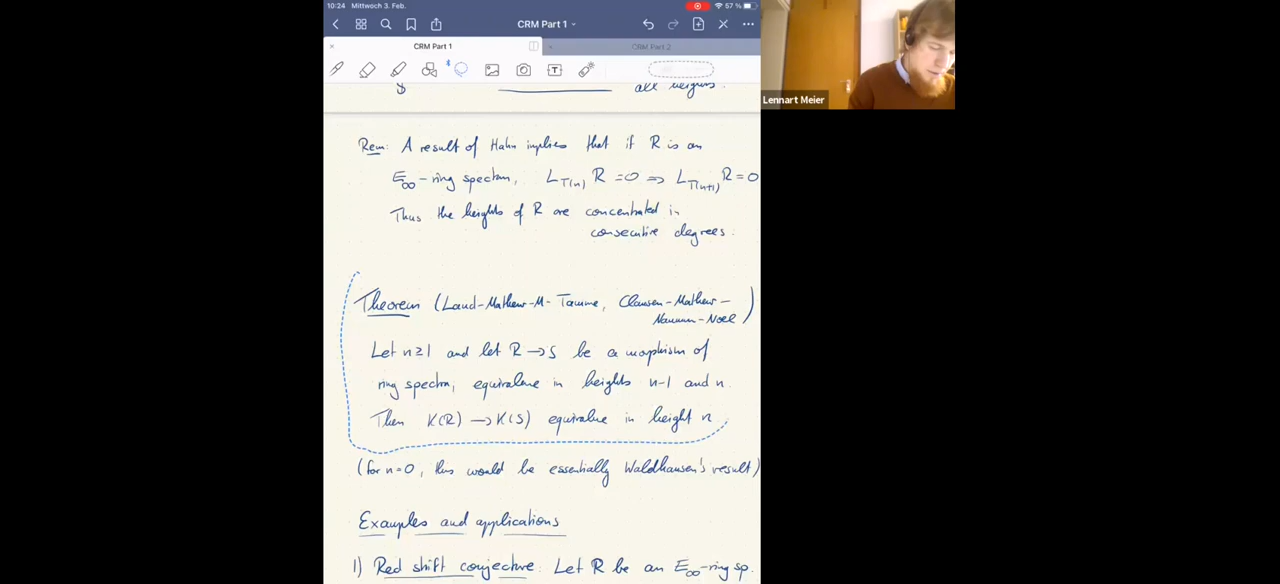 10:24 Mittwoch 3. Feb.
57 %
CRM Part 1
CRM Part 1
CRM Part 2
all heights.
Rem: A result of Hahn implies that if R is an
E∞-ring spectrum, L_T(n) R = 0 ⇒ L_T(n+1) R = 0
Thus the heights of R are concentrated in
consecutive degrees.
Theorem (Land-Mathew-M-Tamme, Clausen-Mathew-
Naumann-Noel)
Let n ≥ 1 and let R → S be a morphism of
ring spectra, equivalence in heights n-1 and n.
Then K(R) → K(S) equivalence in height n.
(for n=0, this would be essentially Waldhausen's result)
Examples and applications
1) Red shift conjecture: Let R be an E∞-ring sp.
Lennart Meier